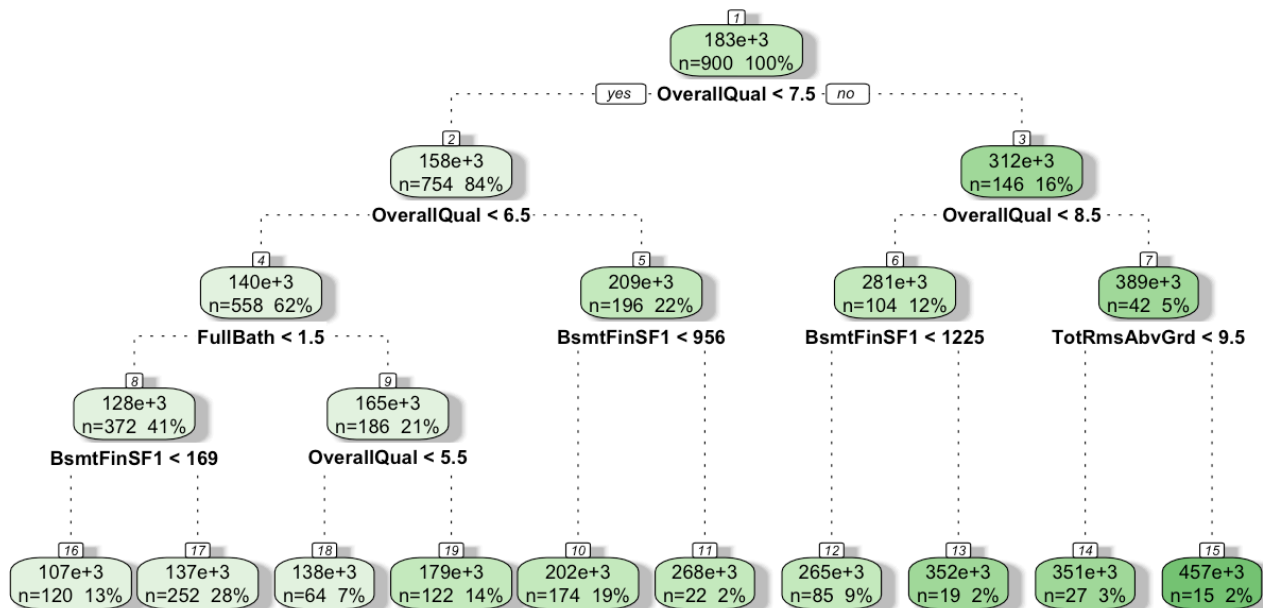 1
183e+3
n=900 100%
yes OverallQual < 7.5 no
2 3
158e+3 312e+3
n=754 84% n=146 16%
OverallQual < 6.5 OverallQual < 8.5
4 5 6 7
140e+3 209e+3 281e+3 389e+3
n=558 62% n=196 22% n=104 12% n=42 5%
FullBath < 1.5 BsmtFinSF1 < 956 BsmtFinSF1 < 1225 TotRmsAbvGrd < 9.5
8 9
128e+3 165e+3
n=372 41% n=186 21%
BsmtFinSF1 < 169 OverallQual < 5.5
16 17 18 19 10 11 12 13 14 15
107e+3 137e+3 138e+3 179e+3 202e+3 268e+3 265e+3 352e+3 351e+3 457e+3
n=120 13% n=252 28% n=64 7% n=122 14% n=174 19% n=22 2% n=85 9% n=19 2% n=27 3% n=15 2%